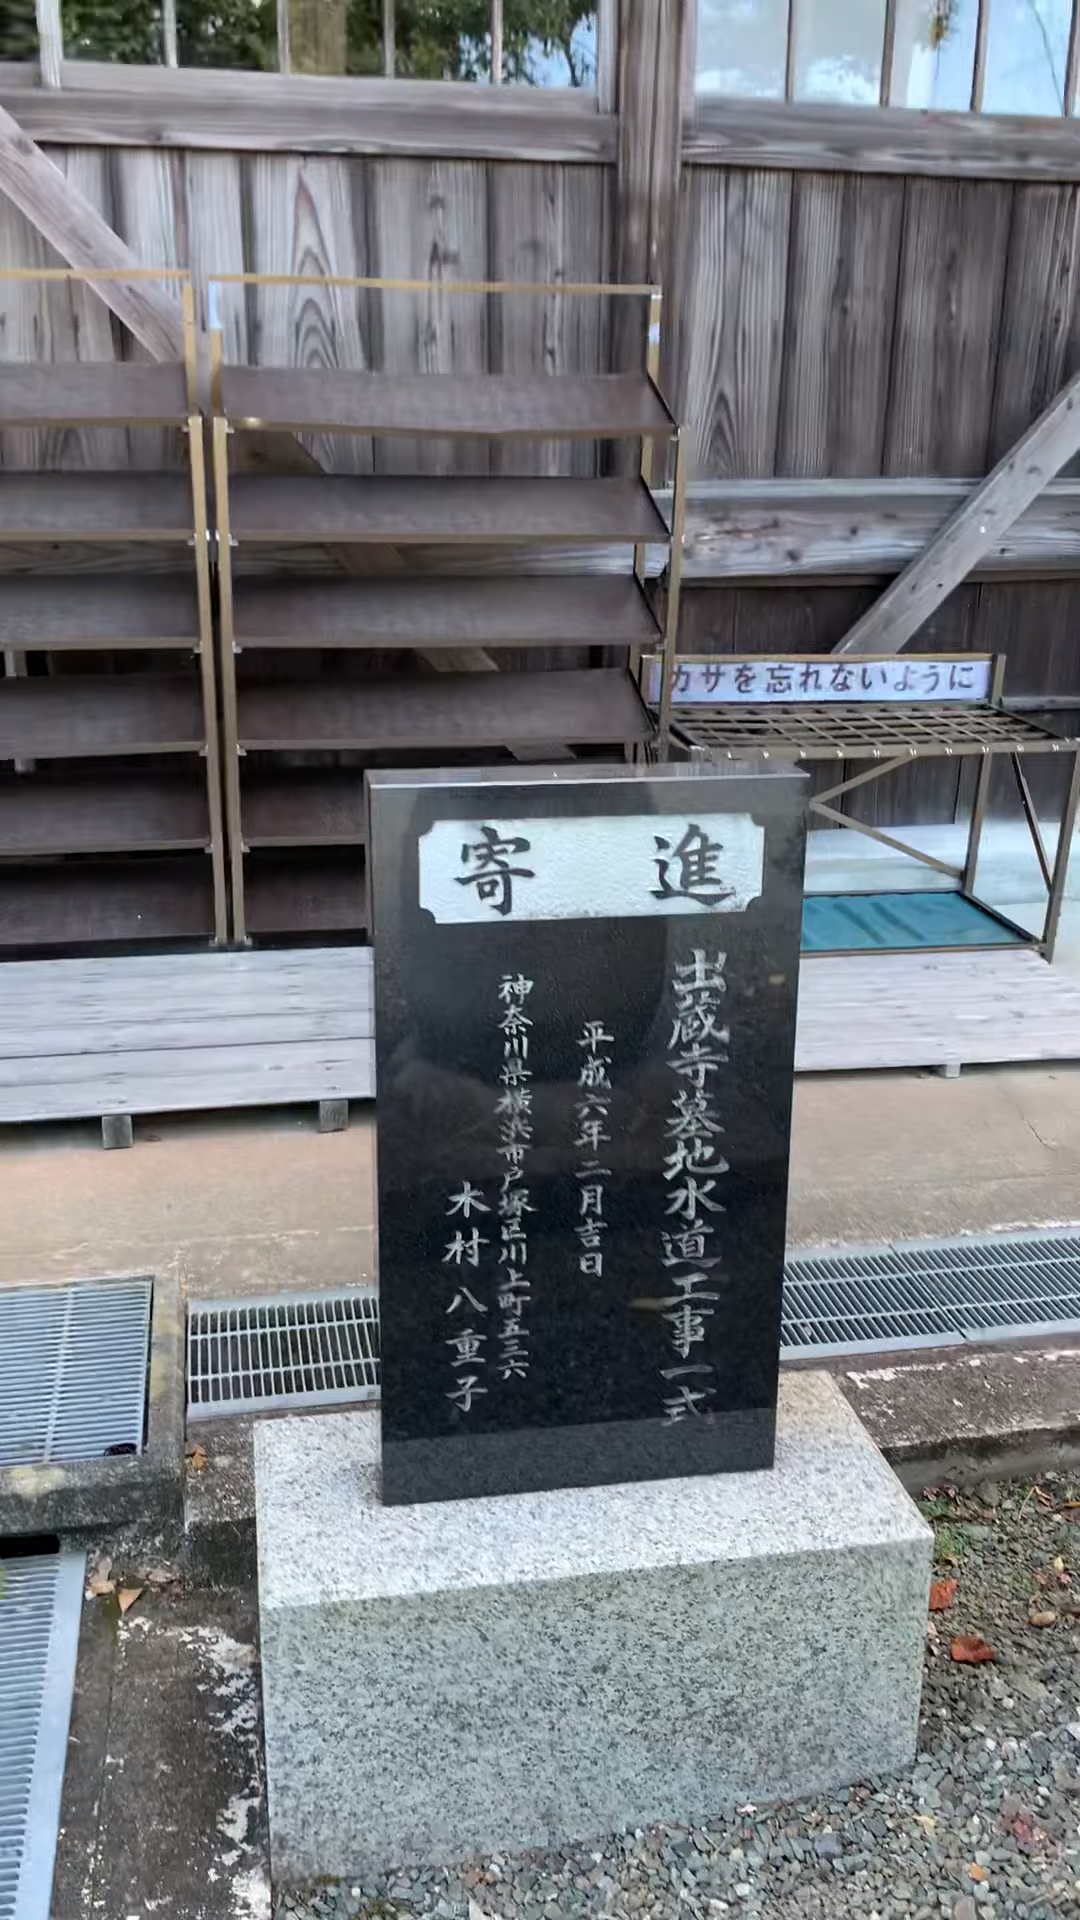 カサを忘れないように
寄進
出蔵寺墓地水道工事一式
平成六年二月吉日
神奈川県横浜市戸塚区川上町五三六
木村八重子